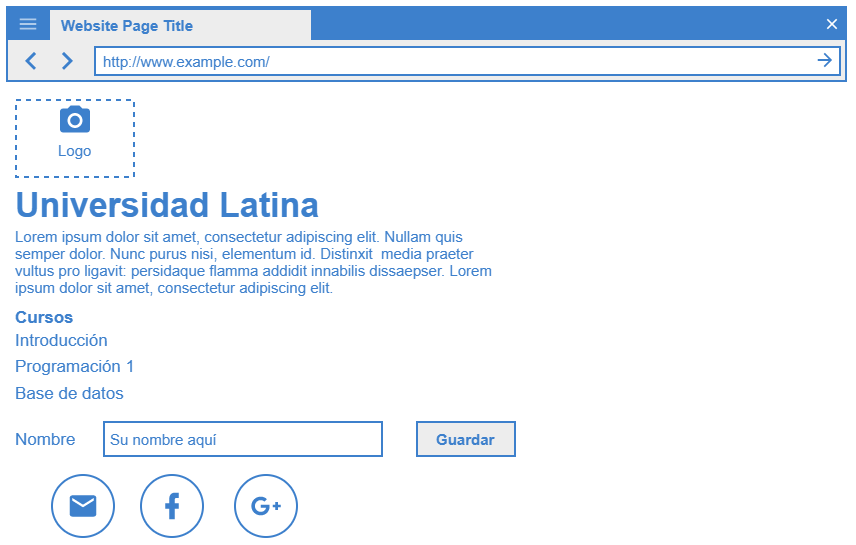 Website Page Title
http://www.example.com/
Logo
Universidad Latina
Lorem ipsum dolor sit amet, consectetur adipiscing elit. Nullam quis
semper dolor. Nunc purus nisi, elementum id. Distinxit  media praeter
vultus pro ligavit: persidaque flamma addidit innabilis dissaepser. Lorem
ipsum dolor sit amet, consectetur adipiscing elit.
Cursos
Introducción
Programación 1
Base de datos
Nombre Su nombre aquí Guardar
f G+